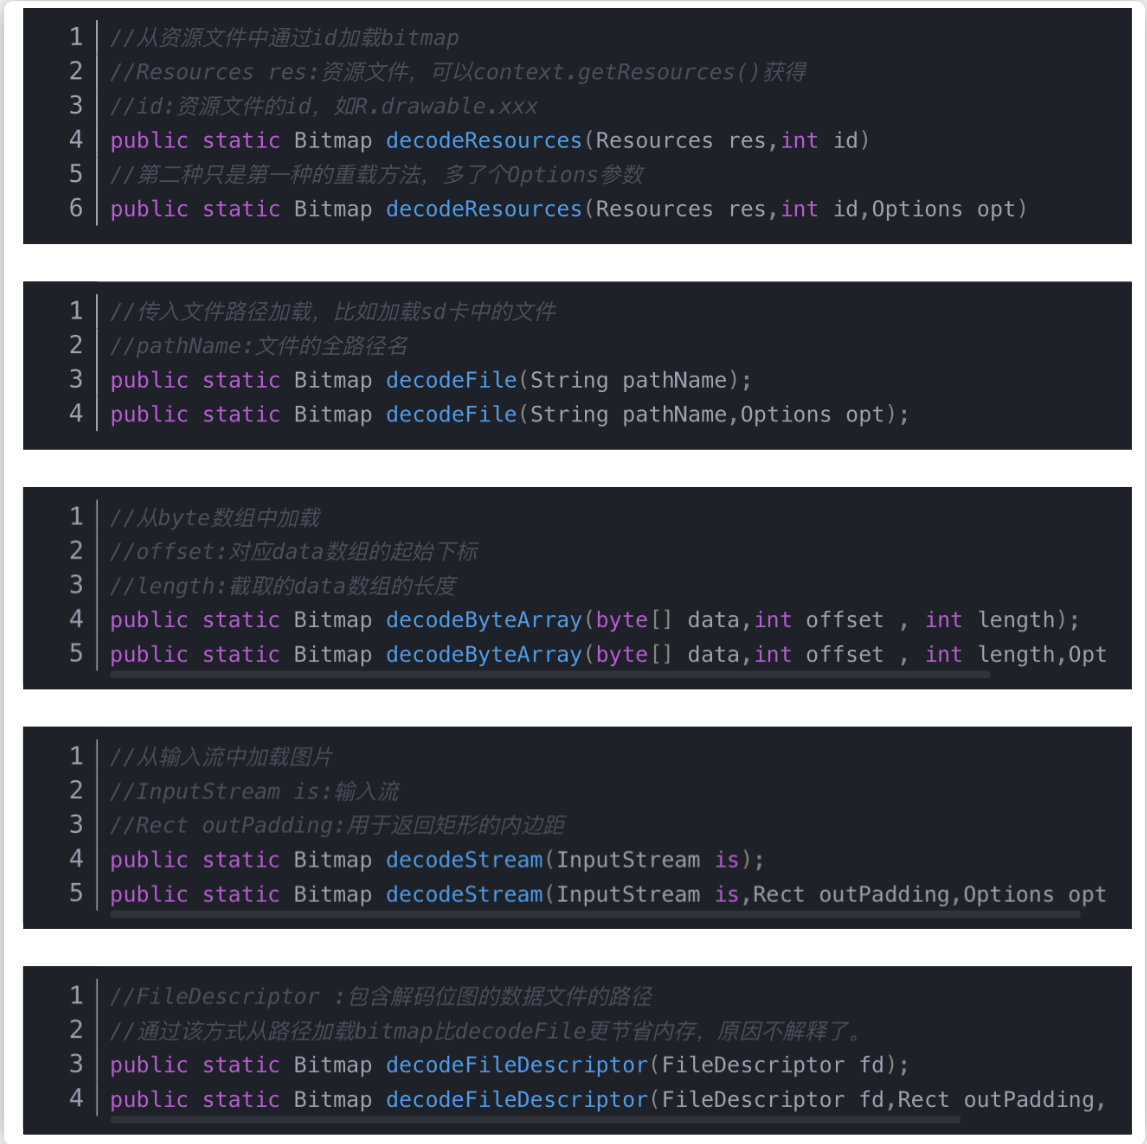 1 //从资源文件中通过id加载bitmap
2 //Resources res:资源文件，可以context.getResources()获得
3 //id:资源文件的id，如R.drawable.xxx
4 public static Bitmap decodeResources(Resources res,int id)
5 //第二种只是第一种的重载方法，多了个Options参数
6 public static Bitmap decodeResources(Resources res,int id,Options opt)
1 //传入文件路径加载，比如加载sd卡中的文件
2 //pathName:文件的全路径名
3 public static Bitmap decodeFile(String pathName);
4 public static Bitmap decodeFile(String pathName,Options opt);
1 //从byte数组中加载
2 //offset:对应data数组的起始下标
3 //length:截取的data数组的长度
4 public static Bitmap decodeByteArray(byte[] data,int offset , int length);
5 public static Bitmap decodeByteArray(byte[] data,int offset , int length,Opt
1 //从输入流中加载图片
2 //InputStream is:输入流
3 //Rect outPadding:用于返回矩形的内边距
4 public static Bitmap decodeStream(InputStream is);
5 public static Bitmap decodeStream(InputStream is,Rect outPadding,Options opt
1 //FileDescriptor :包含解码位图的数据文件的路径
2 //通过该方式从路径加载bitmap比decodeFile更节省内存，原因不解释了。
3 public static Bitmap decodeFileDescriptor(FileDescriptor fd);
4 public static Bitmap decodeFileDescriptor(FileDescriptor fd,Rect outPadding,